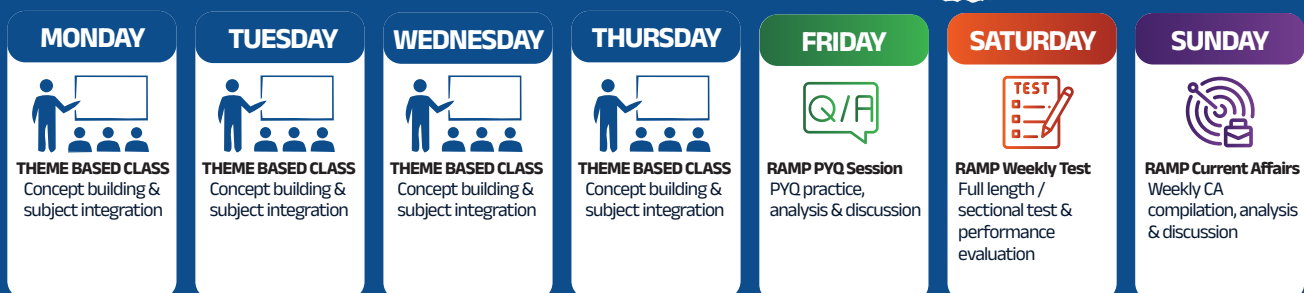 MONDAY
THEME BASED CLASS
Concept building &
subject integration
TUESDAY
THEME BASED CLASS
Concept building &
subject integration
WEDNESDAY
THEME BASED CLASS
Concept building &
subject integration
THURSDAY
THEME BASED CLASS
Concept building &
subject integration
FRIDAY
Q/A
RAMP PYQ Session
PYQ practice,
analysis & discussion
SATURDAY
TEST
RAMP Weekly Test
Full length /
sectional test &
performance
evaluation
SUNDAY
RAMP Current Affairs
Weekly CA
compilation, analysis
& discussion